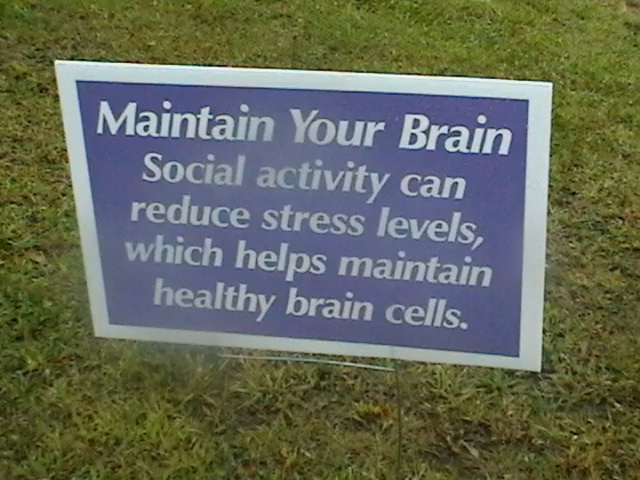 Maintain Your Brain
Social activity can
reduce stress levels,
which helps maintain
healthy brain cells.